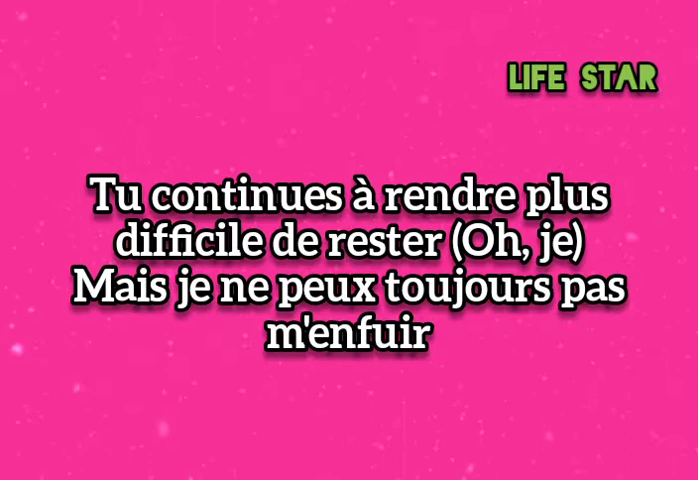 LIFE STAR
Tu continues à rendre plus
difficile de rester (Oh, je)
Mais je ne peux toujours pas
m'enfuir